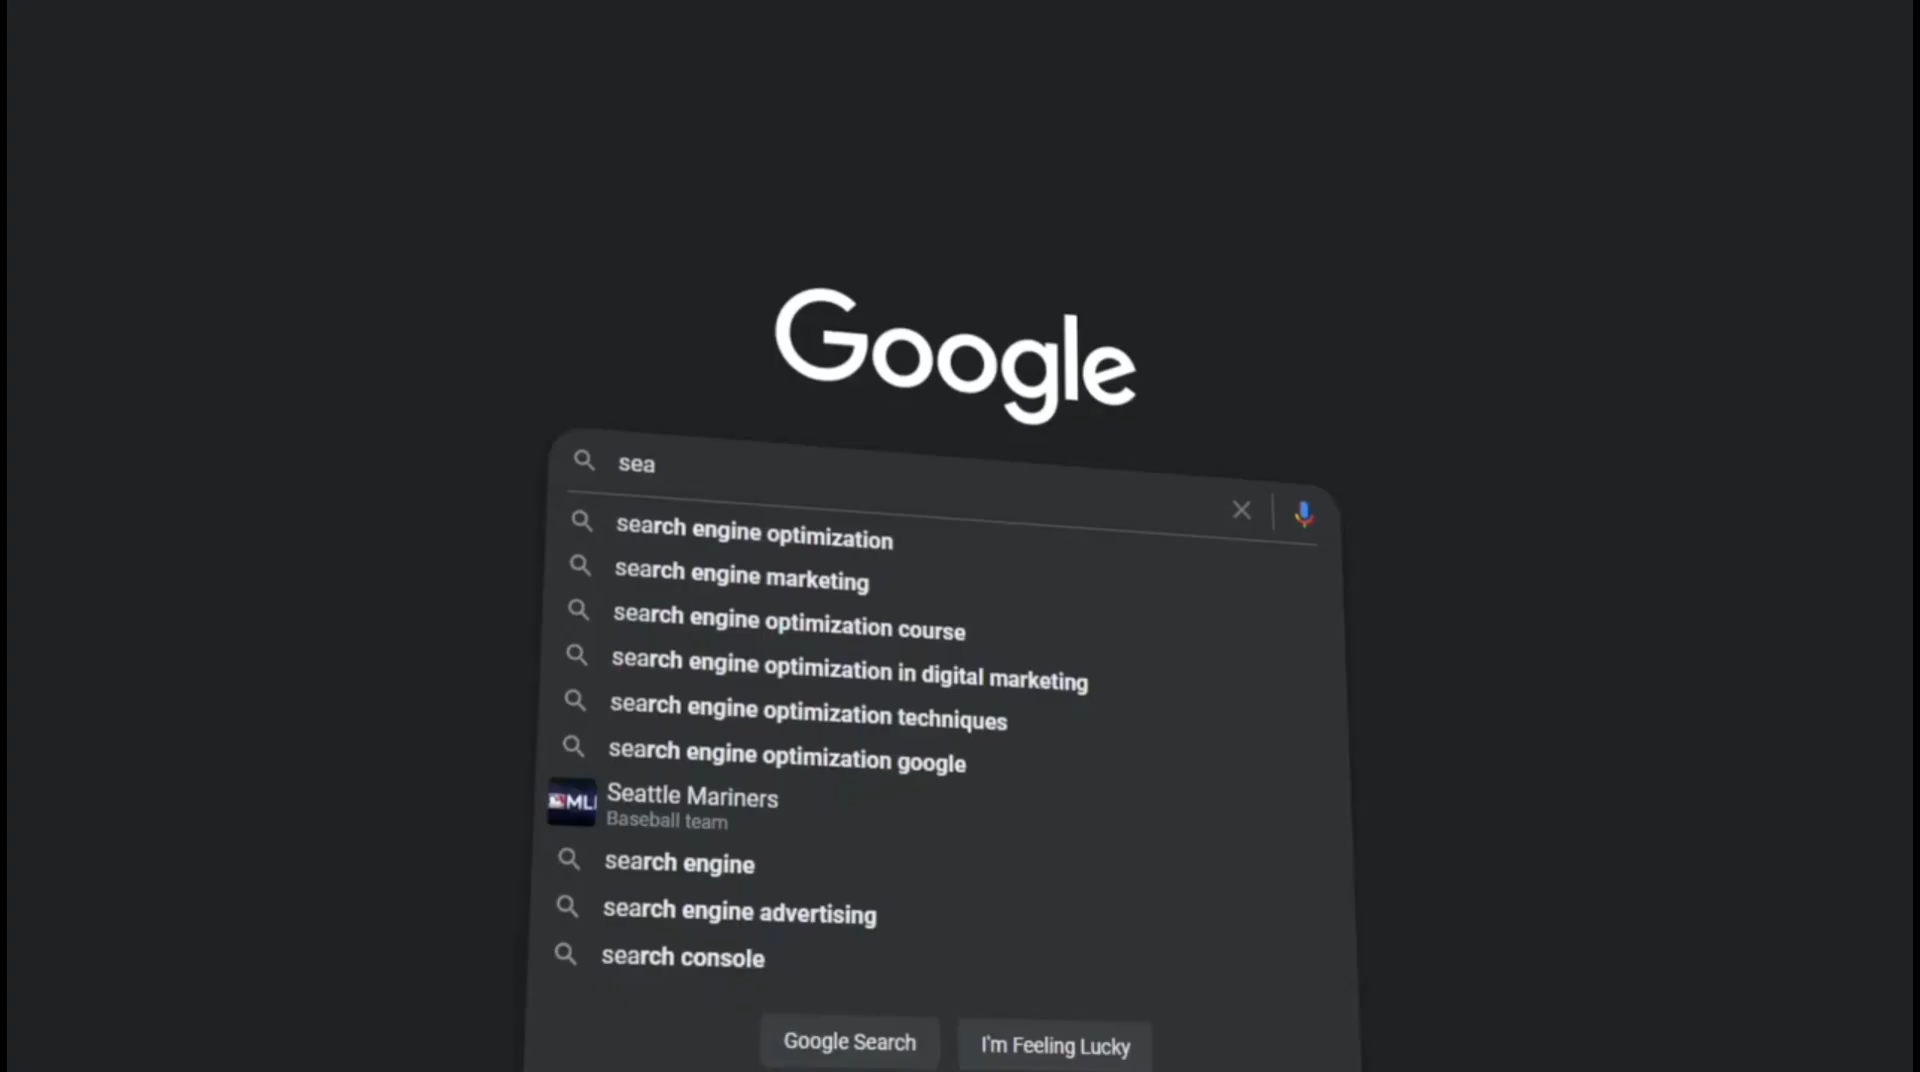 Google
sea
search engine optimization
search engine marketing
search engine optimization course
search engine optimization in digital marketing
search engine optimization techniques
search engine optimization google
Seattle Mariners
Baseball team
search engine
search engine advertising
search console
Google Search
I'm Feeling Lucky